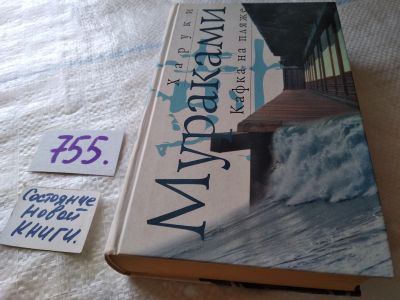 Харуки
Мураками
Кафка на пляже
755.
Состояние
новой
книги.